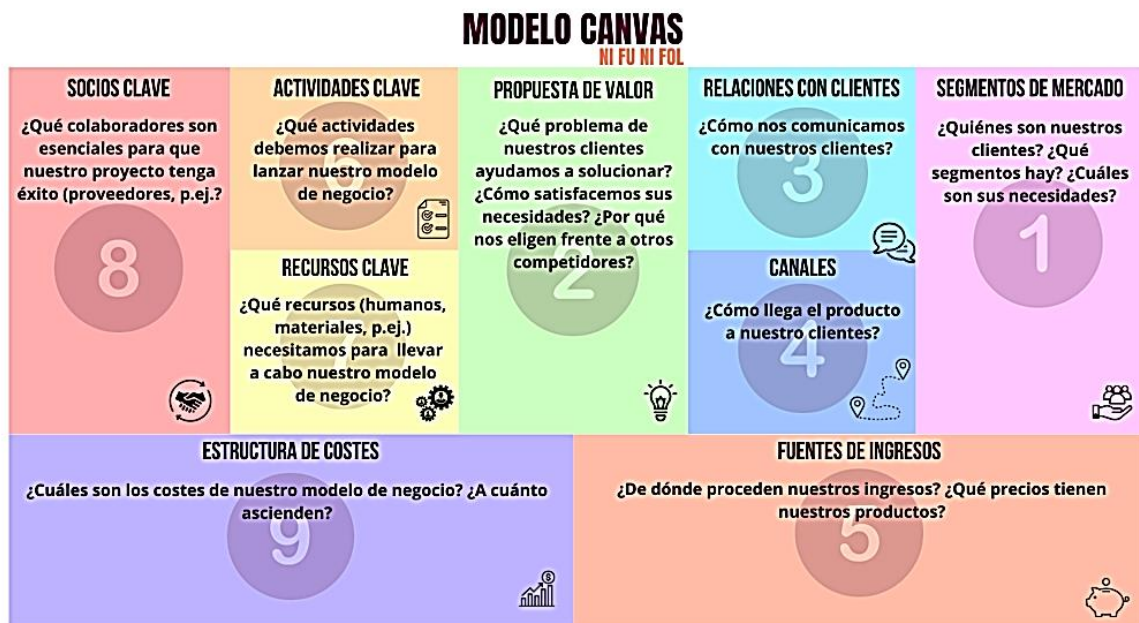 MODELO CANVAS
NI FU NI FOL
SOCIOS CLAVE
¿Qué colaboradores son
esenciales para que
nuestro proyecto tenga
éxito (proveedores, p.ej.?
8
ACTIVIDADES CLAVE
¿Qué actividades
debemos realizar para
lanzar nuestro modelo
de negocio?
6
RECURSOS CLAVE
¿Qué recursos (humanos,
materiales, p.ej.)
necesitamos para llevar
a cabo nuestro modelo
de negocio?
7
PROPUESTA DE VALOR
¿Qué problema de
nuestros clientes
ayudamos a solucionar?
¿Cómo satisfacemos sus
necesidades? ¿Por qué
nos eligen frente a otros
competidores?
2
RELACIONES CON CLIENTES
¿Cómo nos comunicamos
con nuestros clientes?
3
CANALES
¿Cómo llega el producto
a nuestro clientes?
4
SEGMENTOS DE MERCADO
¿Quiénes son nuestros
clientes? ¿Qué
segmentos hay? ¿Cuáles
son sus necesidades?
1
ESTRUCTURA DE COSTES
¿Cuáles son los costes de nuestro modelo de negocio? ¿A cuánto
ascienden?
9
$
FUENTES DE INGRESOS
¿De dónde proceden nuestros ingresos? ¿Qué precios tienen
nuestros productos?
5